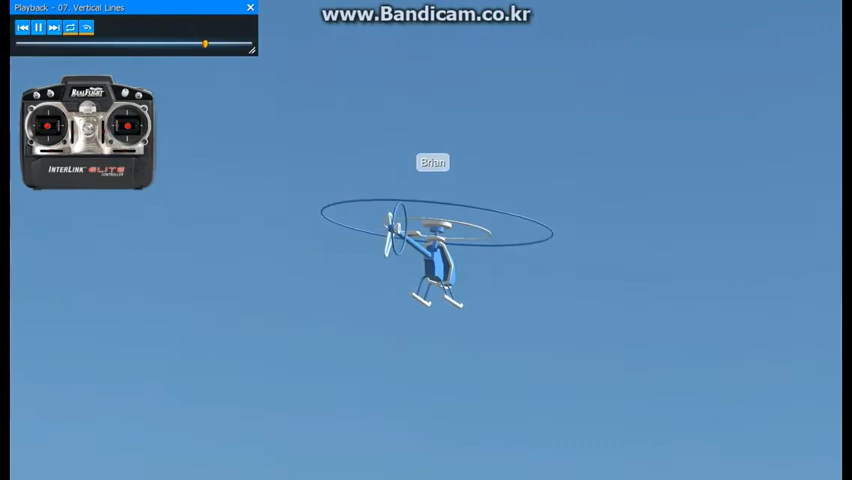 Playback - 07. Vertical Lines
www.Bandicam.co.kr
REALFLIGHT
INTERLINK ELITE
CONTROLLER
Brian